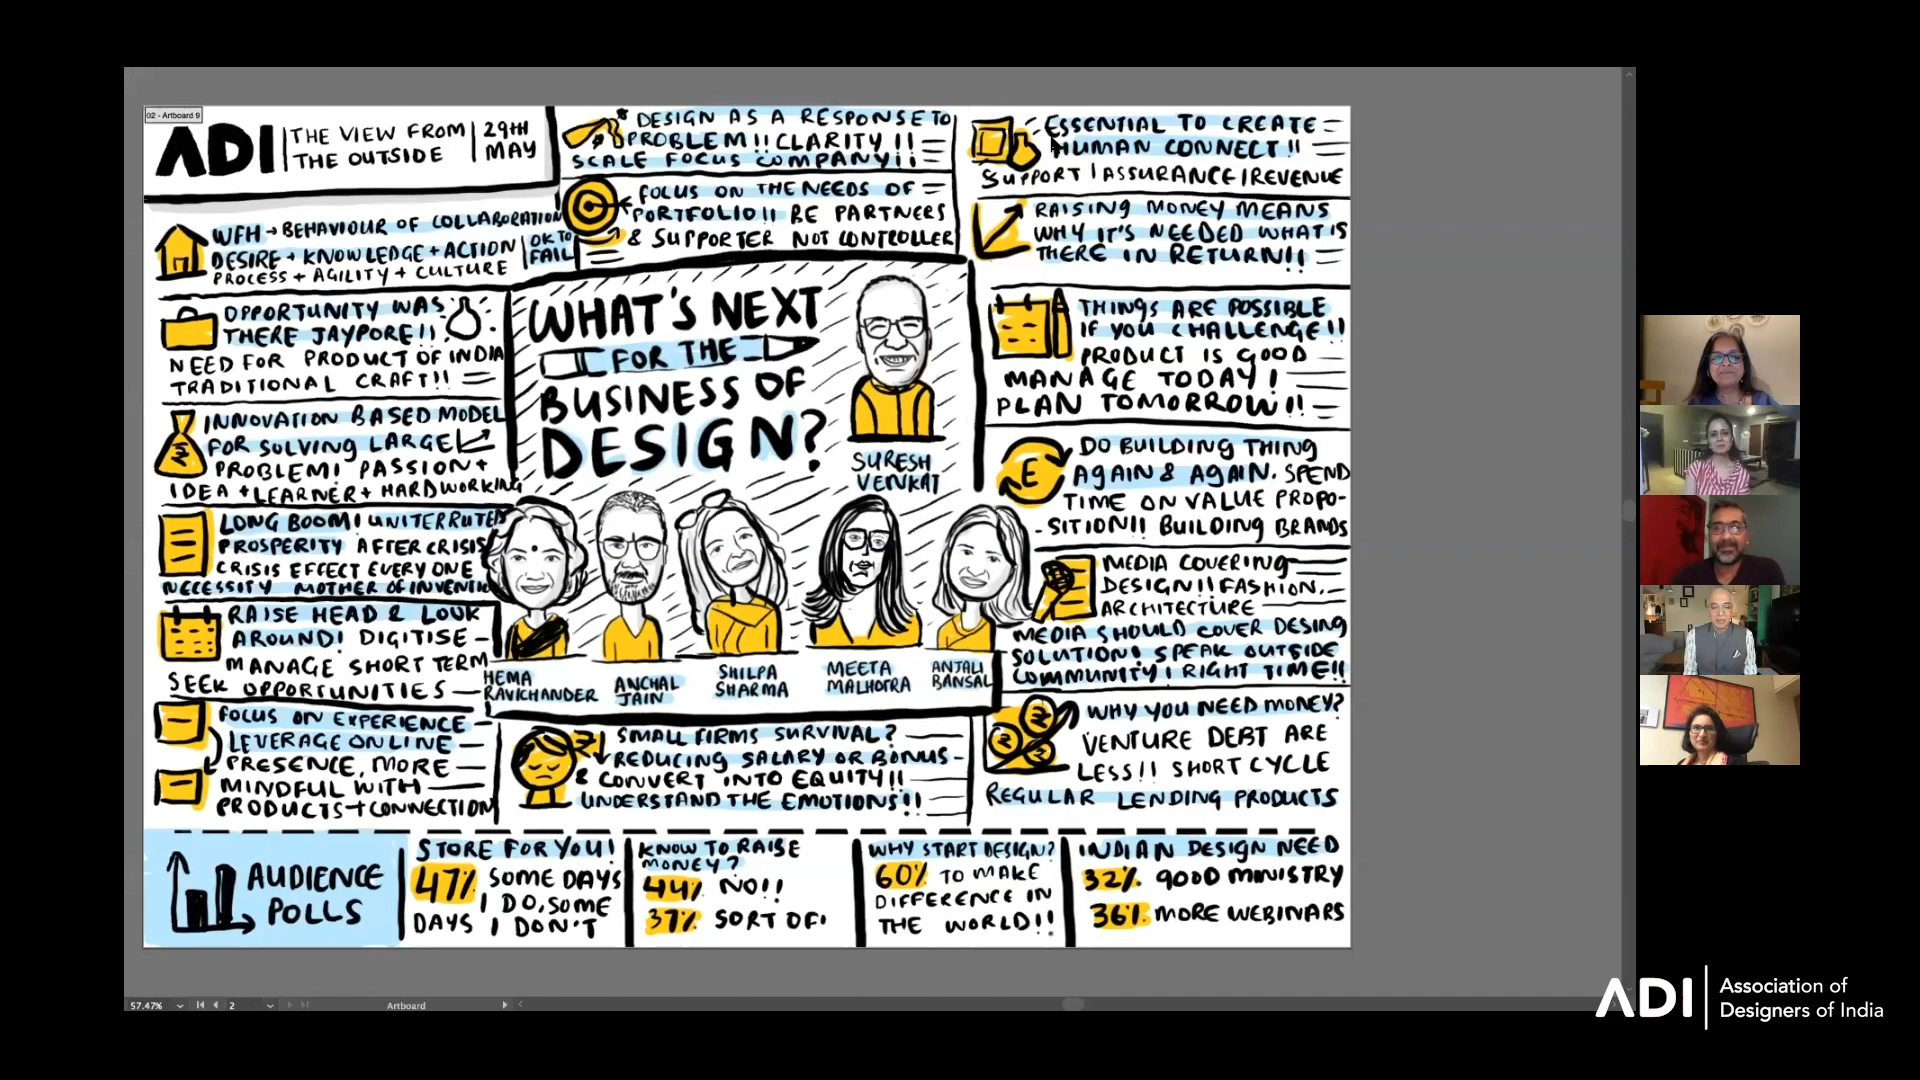 02 - Artboard 9
ADI
THE VIEW FROM
THE OUTSIDE
29TH
MAY
WFH → BEHAVIOUR OF COLLABORATION
DESIRE + KNOWLEDGE + ACTION
PROCESS + AGILITY + CULTURE
OK TO
FAIL
OPPORTUNITY WAS
THERE JAYPORE!!
NEED FOR PRODUCT OF INDIA
TRADITIONAL CRAFT!!
INNOVATION BASED MODEL
FOR SOLVING LARGE
PROBLEM! PASSION +
IDEA + LEARNER + HARDWORKING
₹
LONG BOOM! UNITERRUTED
PROSPERITY AFTER CRISIS
CRISIS EFFECT EVERY ONE
NECESSITY MOTHER OF INVENTI
RAISE HEAD & LOOK
AROUND! DIGITISE
MANAGE SHORT TERM
SEEK OPPORTUNITIES
FOCUS ON EXPERIENCE
LEVERAGE ONLINE
PRESENCE, MORE
MINDFUL WITH
PRODUCTS + CONNECTION
DESIGN AS A RESPONSE TO
PROBLEM!! CLARITY!!
SCALE FOCUS COMPANY!!
FOCUS ON THE NEEDS OF
PORTFOLIO!! BE PARTNERS
& SUPPORTER NOT CONTROLLER
WHAT'S NEXT
FOR THE
BUSINESS OF
DESIGN?
SURESH
VENKAT
HEMA
RAVICHANDER
ANCHAL
JAIN
SHILPA
SHARMA
MEETA
MALHOTRA
ANJALI
BANSAL
SMALL FIRMS SURVIVAL?
REDUCING SALARY OR BONUS
& CONVERT INTO EQUITY!!
UNDERSTAND THE EMOTIONS!!
₹
ESSENTIAL TO CREATE
HUMAN CONNECT!!
SUPPORT | ASSURANCE | REVENUE
RAISING MONEY MEANS
WHY IT'S NEEDED WHAT IS
THERE IN RETURN!!
THINGS ARE POSSIBLE
IF YOU CHALLENGE!!
PRODUCT IS GOOD
MANAGE TODAY!
PLAN TOMORROW!!
E
DO BUILDING THING
AGAIN & AGAIN. SPEND
TIME ON VALUE PROPO-
-SITION!! BUILDING BRANDS
MEDIA COVERING
DESIGN!! FASHION,
ARCHITECTURE
MEDIA SHOULD COVER DESING
SOLUTION! SPEAK OUTSIDE
COMMUNITY! RIGHT TIME!!
₹
₹
₹
WHY YOU NEED MONEY?
VENTURE DEBT ARE
LESS!! SHORT CYCLE
REGULAR LENDING PRODUCTS
AUDIENCE
POLLS
STORE FOR YOU!
47% SOME DAYS
I DO, SOME
DAYS I DON'T
KNOW TO RAISE
MONEY?
44% NO!!
37% SORT OF!
WHY START DESIGN?
60% TO MAKE
DIFFERENCE IN
THE WORLD!!
INDIAN DESIGN NEED
32% GOOD MINISTRY
36% MORE WEBINARS
57.47%
2
Artboard
ADI
Association of
Designers of India